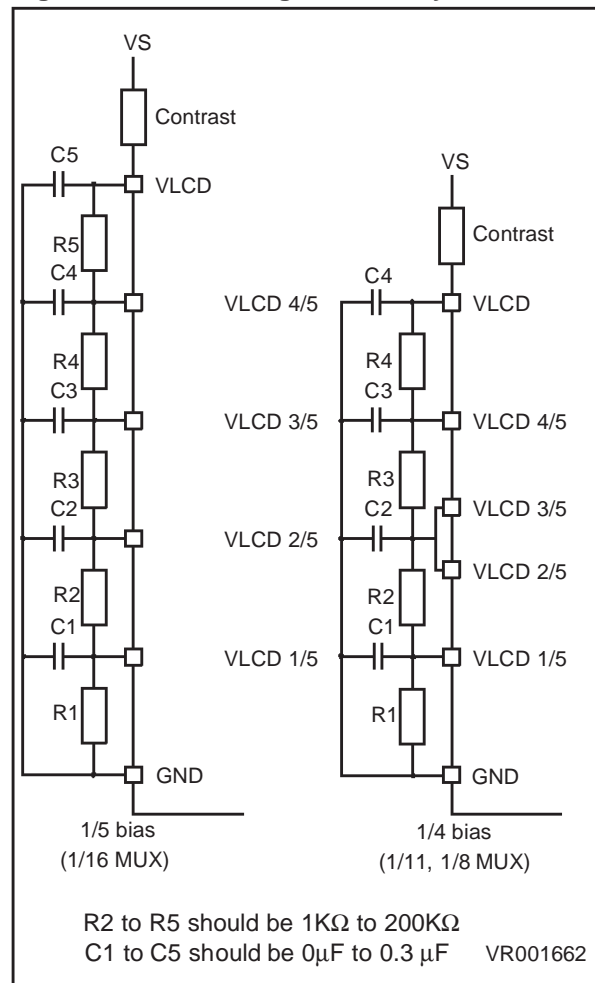 VS
Contrast
C5
VLCD
R5
C4
VLCD 4/5
R4
C3
VLCD 3/5
R3
C2
VLCD 2/5
R2
C1
VLCD 1/5
R1
GND
1/5 bias
(1/16 MUX)
VS
Contrast
C4
VLCD
R4
C3
VLCD 4/5
R3
VLCD 3/5
C2
VLCD 2/5
R2
C1
VLCD 1/5
R1
GND
1/4 bias
(1/11, 1/8 MUX)
R2 to R5 should be 1KΩ to 200KΩ
C1 to C5 should be 0μF to 0.3 μF VR001662